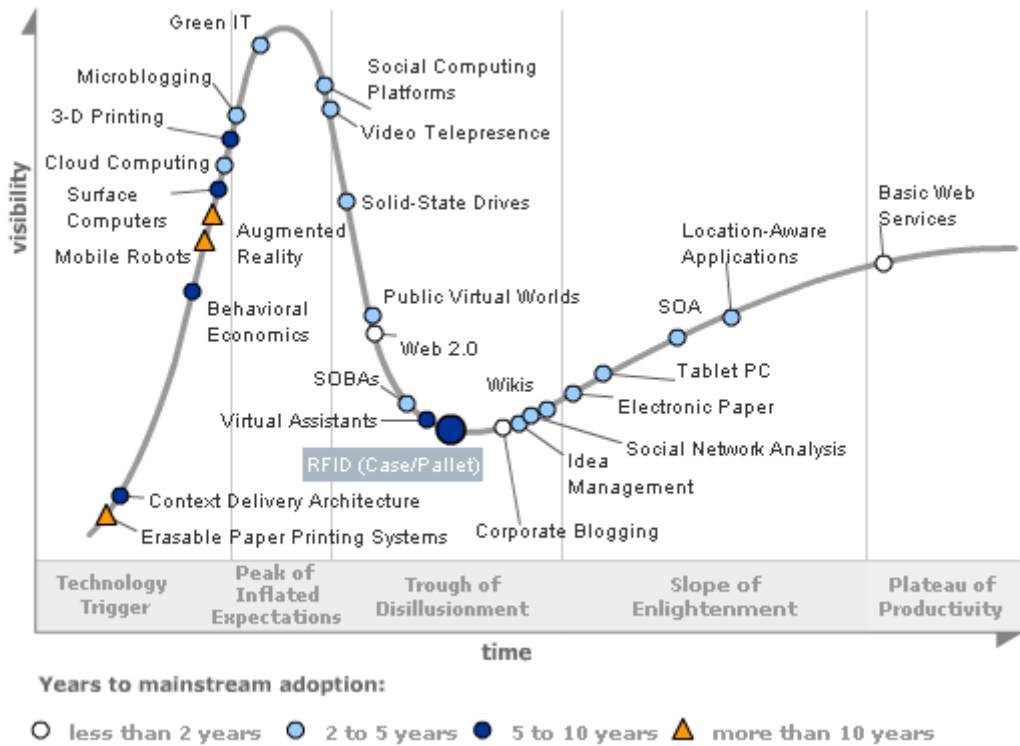 Green IT
Microblogging
3-D Printing
Cloud Computing
Surface
Computers
Mobile Robots
Augmented
Reality
Behavioral
Economics
Context Delivery Architecture
Erasable Paper Printing Systems
Social Computing
Platforms
Video Telepresence
Solid-State Drives
Public Virtual Worlds
Web 2.0
SOBAs
Virtual Assistants
RFID (Case/Pallet)
Wikis
Corporate Blogging
Idea
Management
Social Network Analysis
Electronic Paper
Tablet PC
SOA
Location-Aware
Applications
Basic Web
Services
visibility
Technology
Trigger
Peak of
Inflated
Expectations
Trough of
Disillusionment
Slope of
Enlightenment
Plateau of
Productivity
time
Years to mainstream adoption:
less than 2 years
2 to 5 years
5 to 10 years
more than 10 years